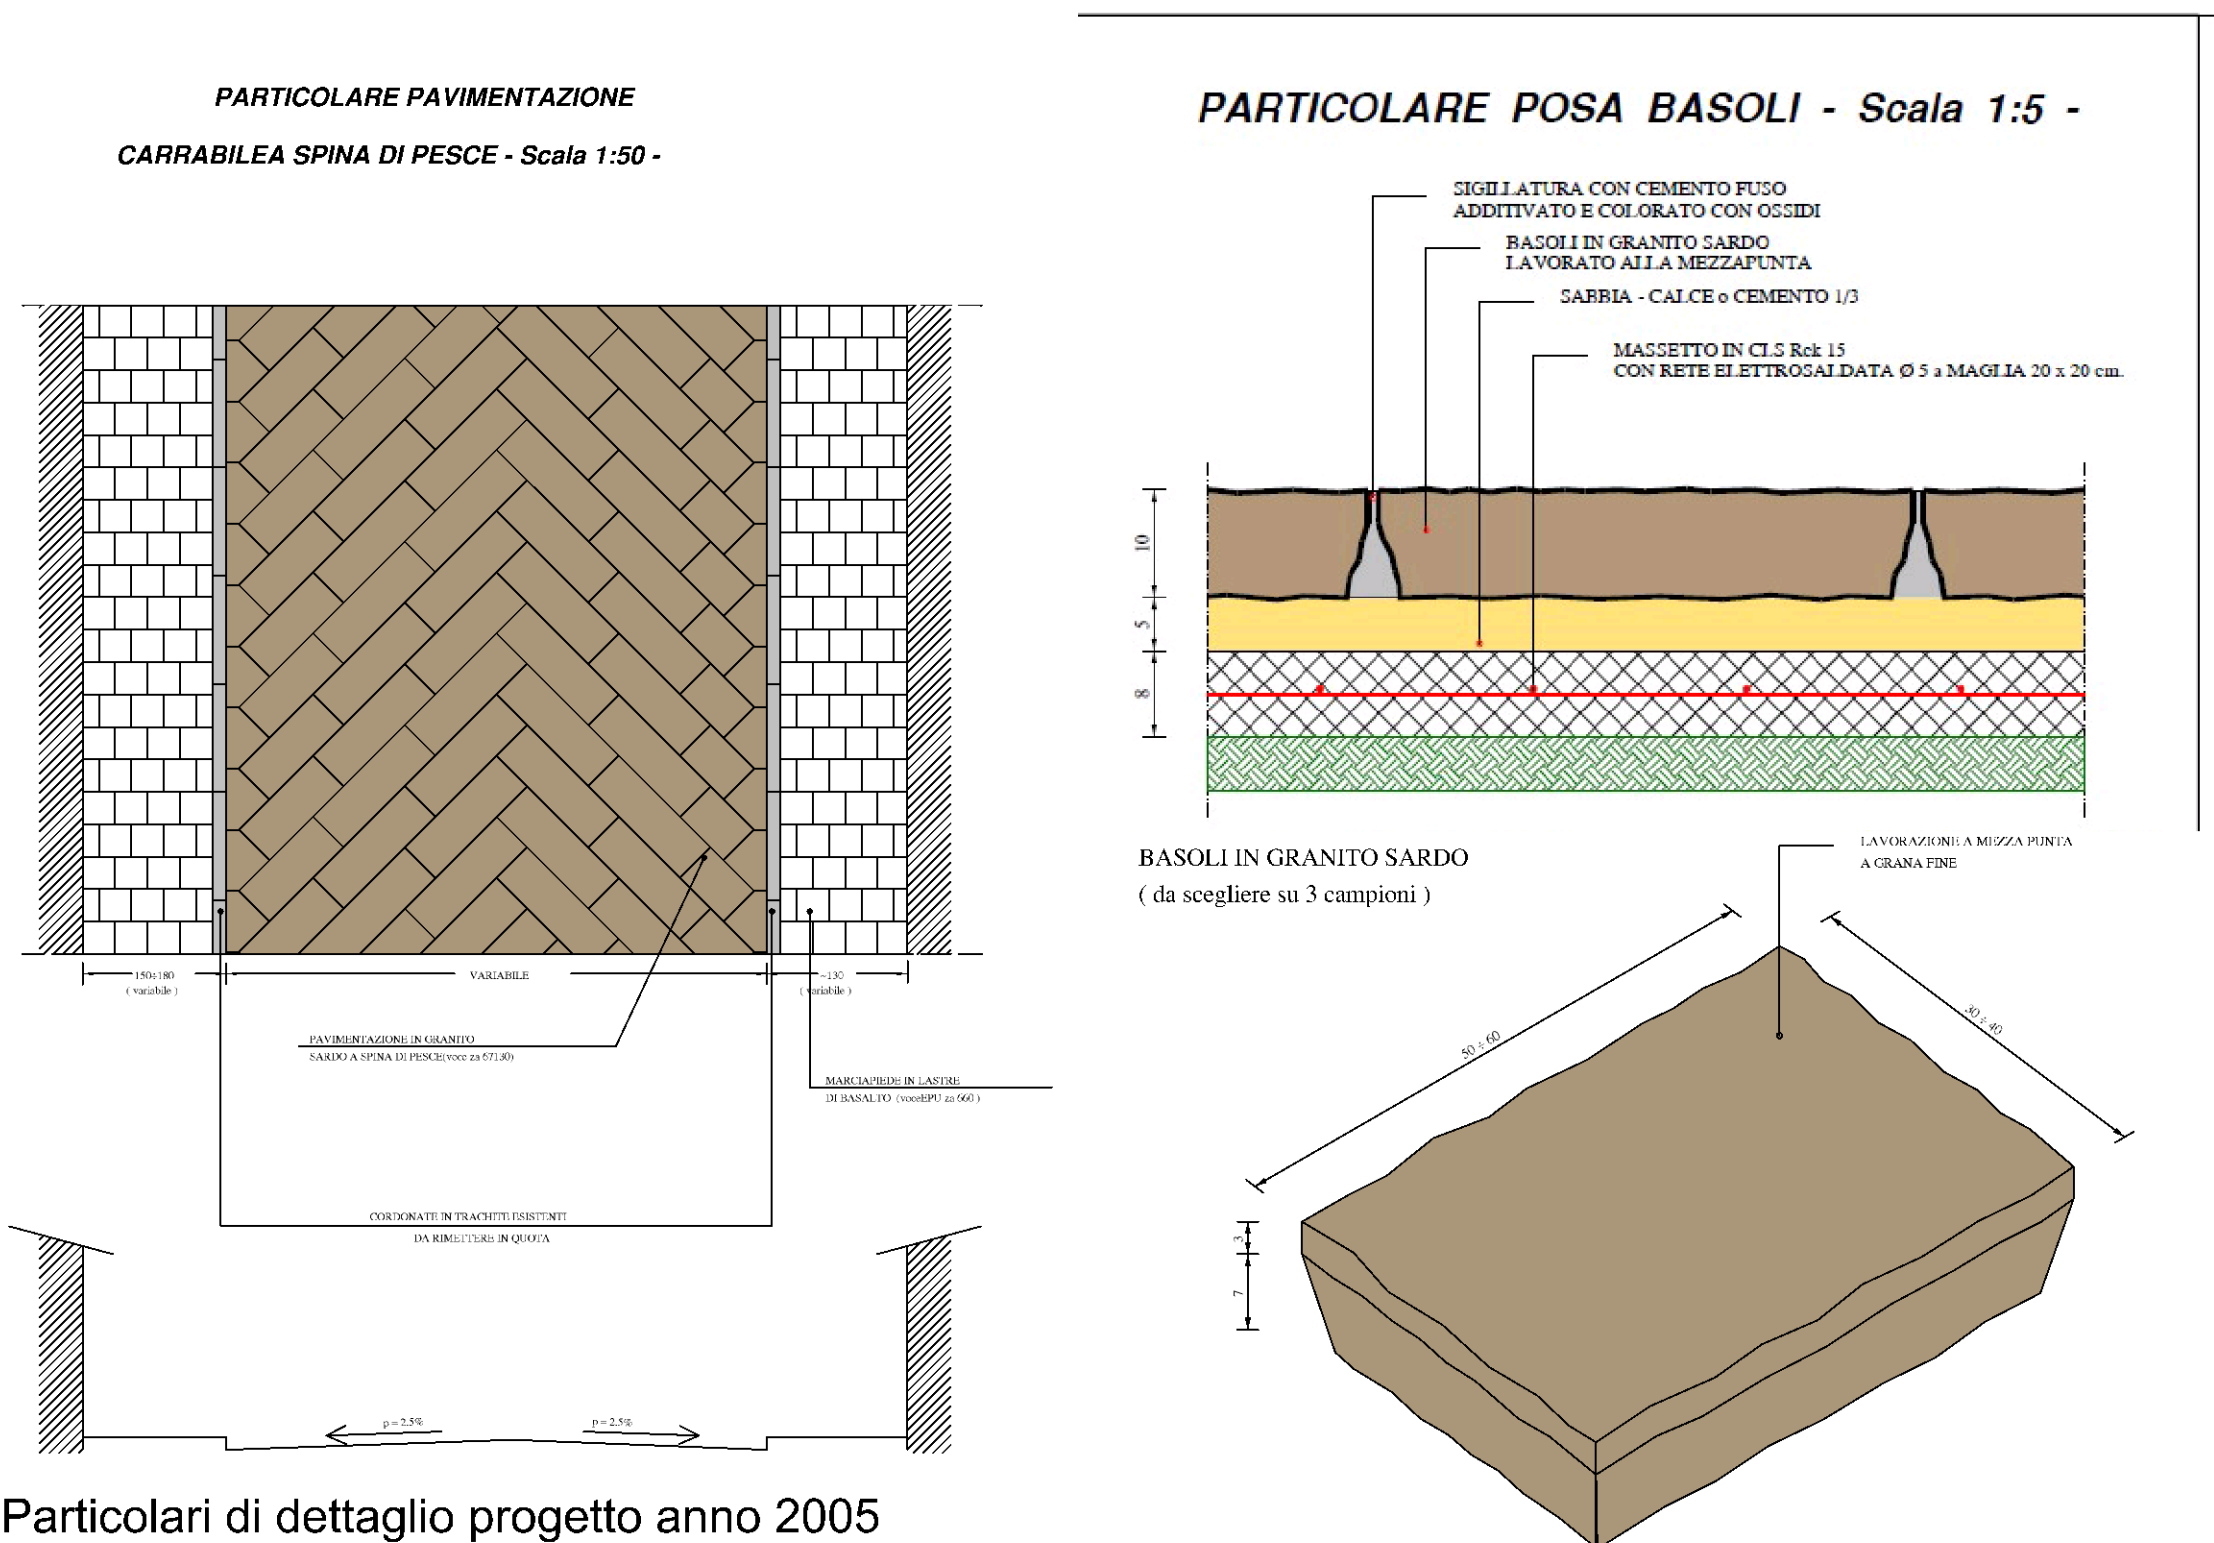 PARTICOLARE PAVIMENTAZIONE
CARRABILEA SPINA DI PESCE - Scala 1:50 -
150÷180
( variabile )
VARIABILE
~130
( variabile )
PAVIMENTAZIONE IN GRANITO
SARDO A SPINA DI PESCE(voce za 67130)
MARCIAPIEDE IN LASTRE
DI BASALTO (voceEPU za 660 )
CORDONATE IN TRACHITE ESISTENTI
DA RIMETTERE IN QUOTA
p = 2.5%
p = 2.5%
Particolari di dettaglio progetto anno 2005
PARTICOLARE POSA BASOLI - Scala 1:5 -
SIGILLATURA CON CEMENTO FUSO
ADDITIVATO E COLORATO CON OSSIDI
BASOLI IN GRANITO SARDO
LAVORATO ALLA MEZZAPUNTA
SABBIA - CALCE o CEMENTO 1/3
MASSETTO IN CLS Rck 15
CON RETE ELETTROSALDATA Ø 5 a MAGLIA 20 x 20 cm.
10
5
8
BASOLI IN GRANITO SARDO
( da scegliere su 3 campioni )
LAVORAZIONE A MEZZA PUNTA
A GRANA FINE
50 ÷ 60
30 ÷ 40
3
7